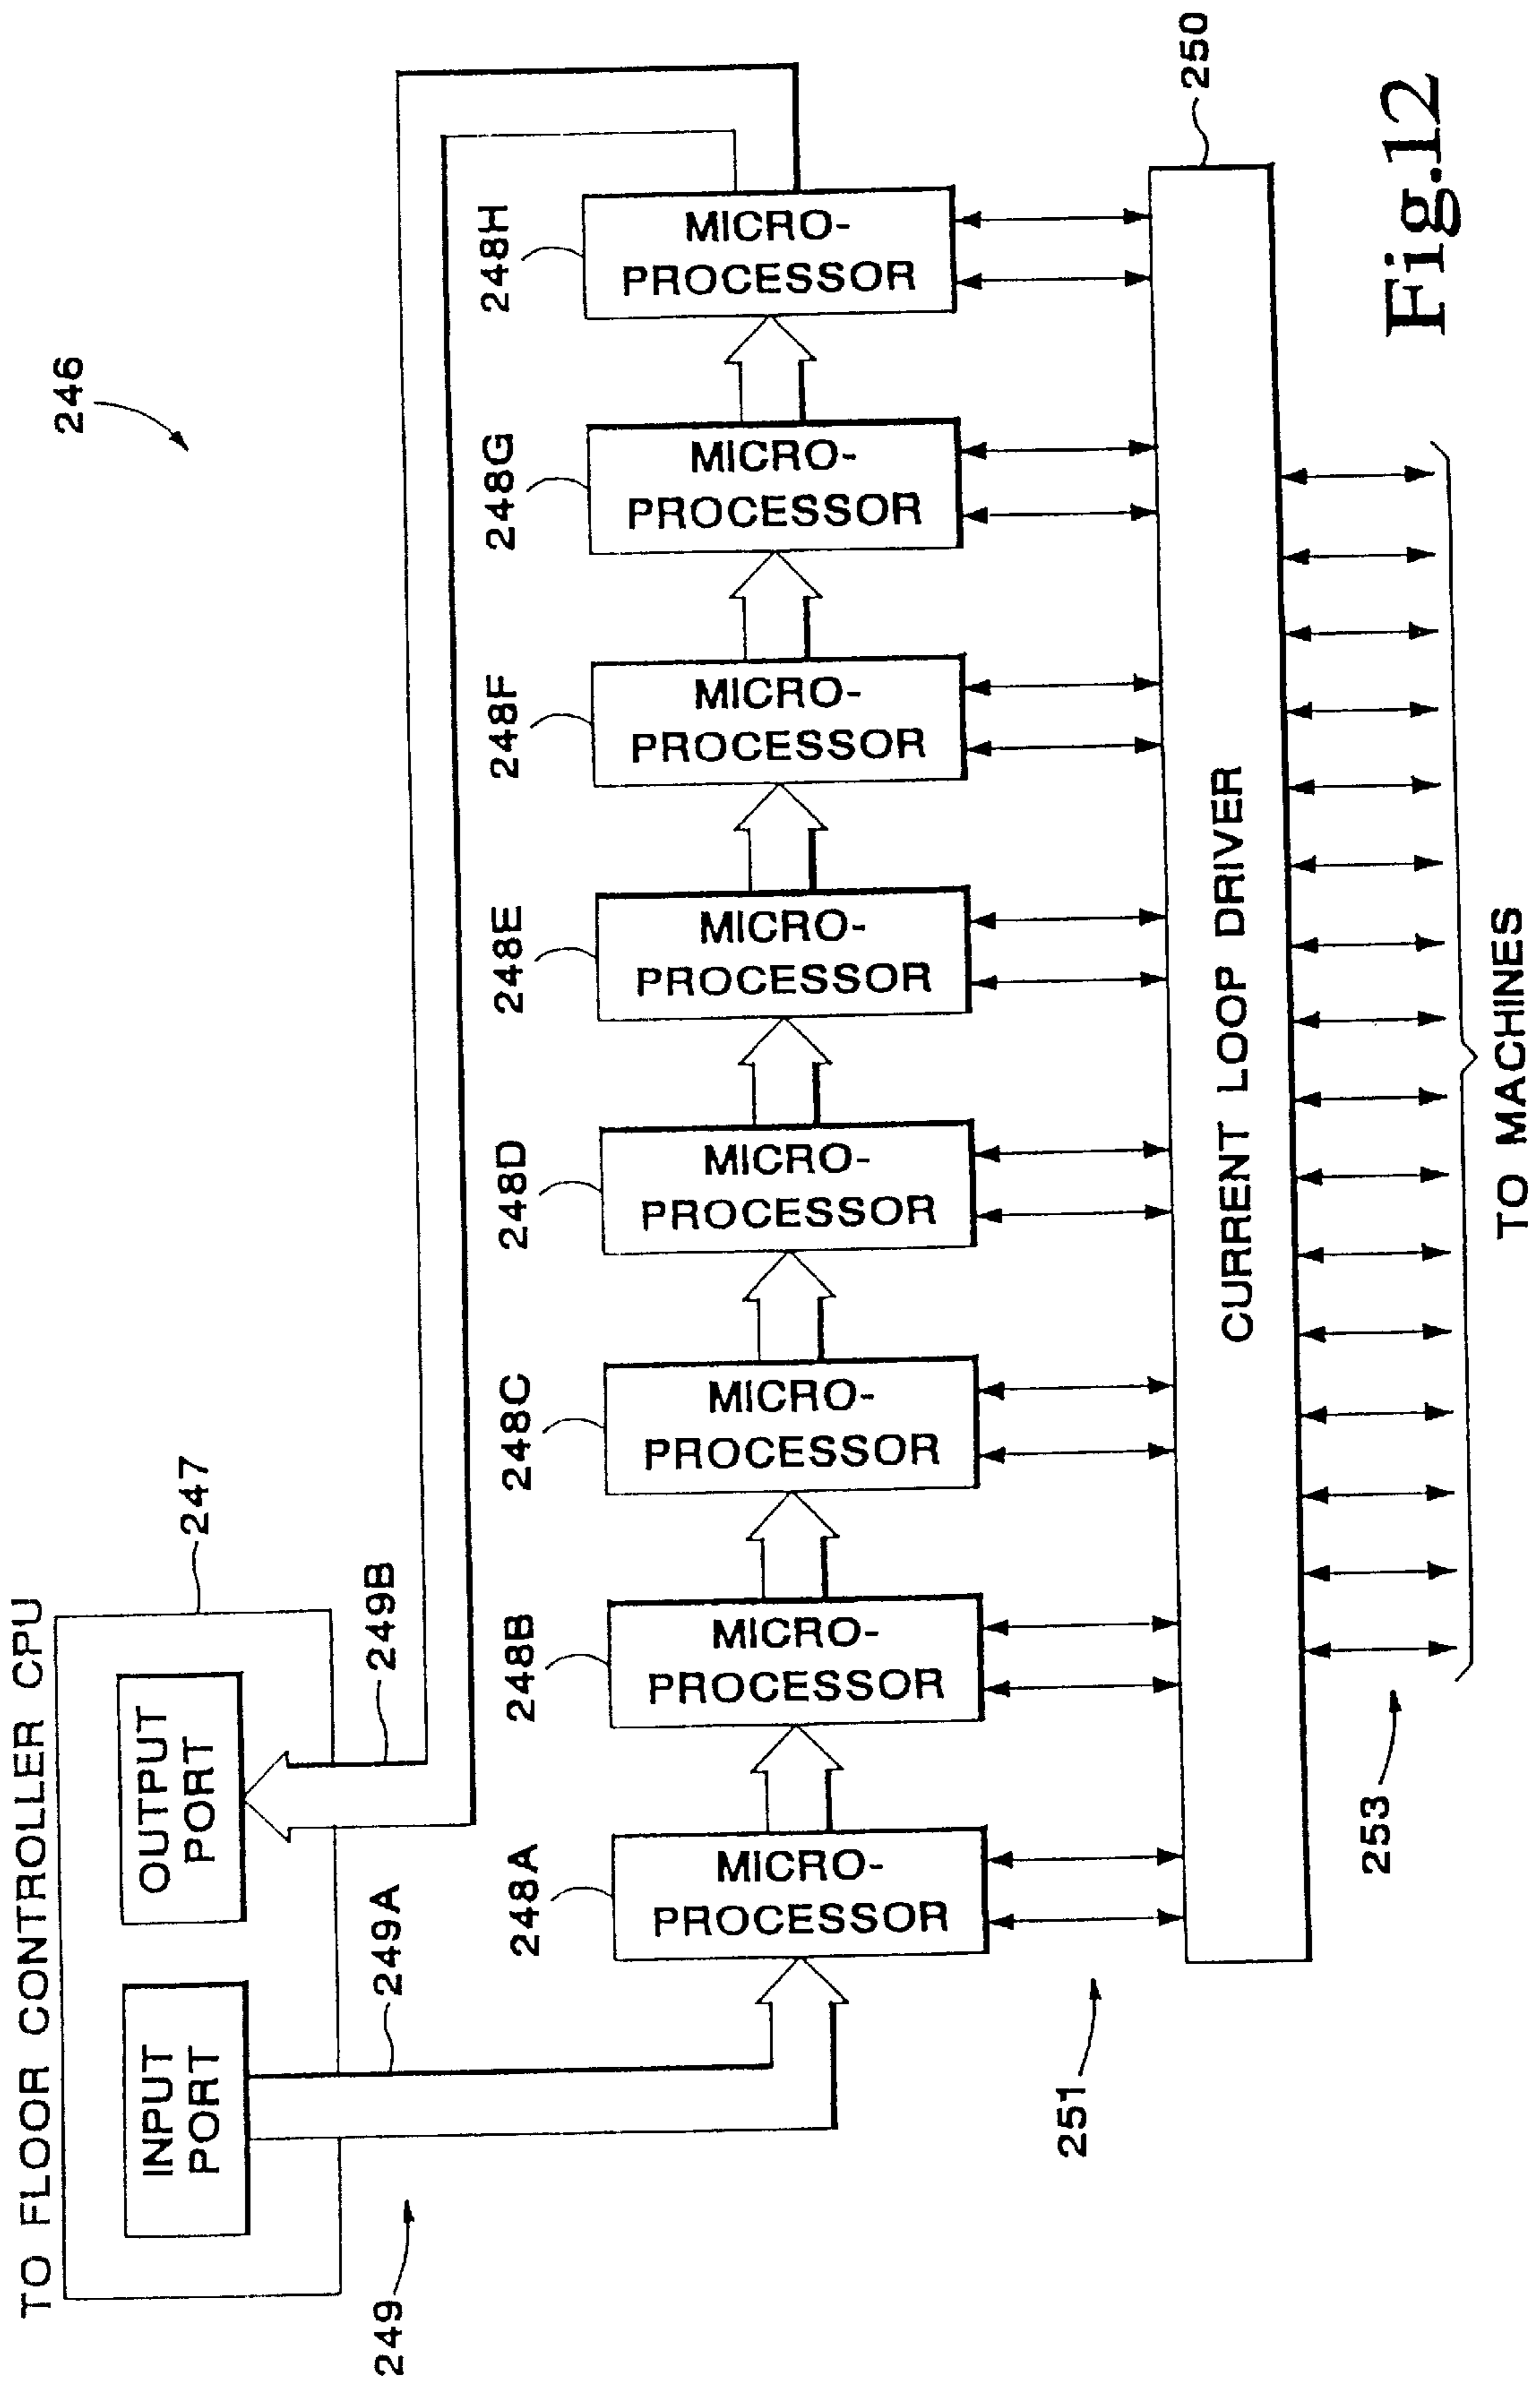 246
TO FLOOR CONTROLLER CPU
247
INPUT
PORT
OUTPUT
PORT
249
249A
249B
248A
248B
248C
248D
248E
248F
248G
248H
MICRO-
PROCESSOR
MICRO-
PROCESSOR
MICRO-
PROCESSOR
MICRO-
PROCESSOR
MICRO-
PROCESSOR
MICRO-
PROCESSOR
MICRO-
PROCESSOR
MICRO-
PROCESSOR
251
CURRENT LOOP DRIVER
250
253
TO MACHINES
Fig.12